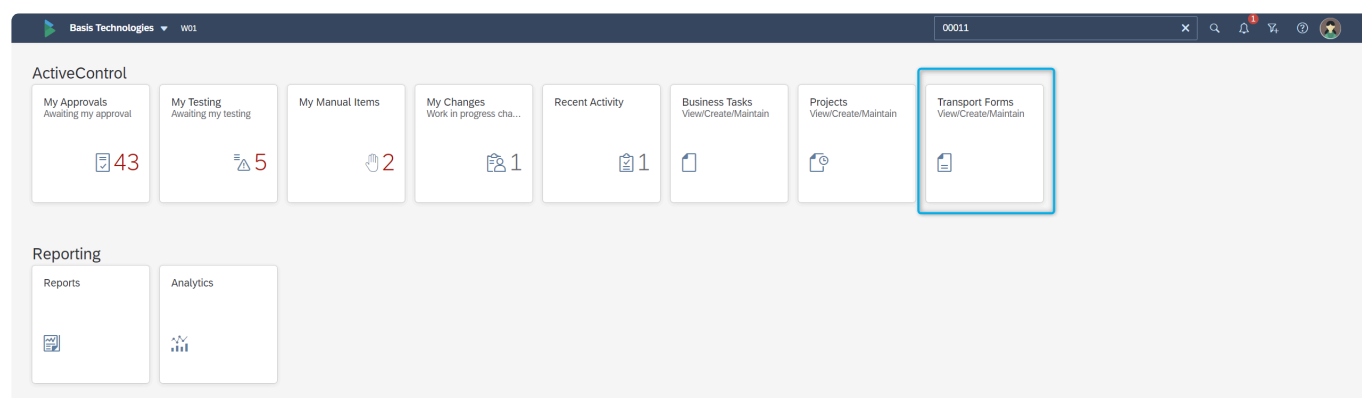 Basis Technologies W01 00011 1
ActiveControl
My Approvals
Awaiting my approval
43
My Testing
Awaiting my testing
5
My Manual Items
2
My Changes
Work in progress cha...
1
Recent Activity
1
Business Tasks
View/Create/Maintain
Projects
View/Create/Maintain
Transport Forms
View/Create/Maintain
Reporting
Reports
Analytics